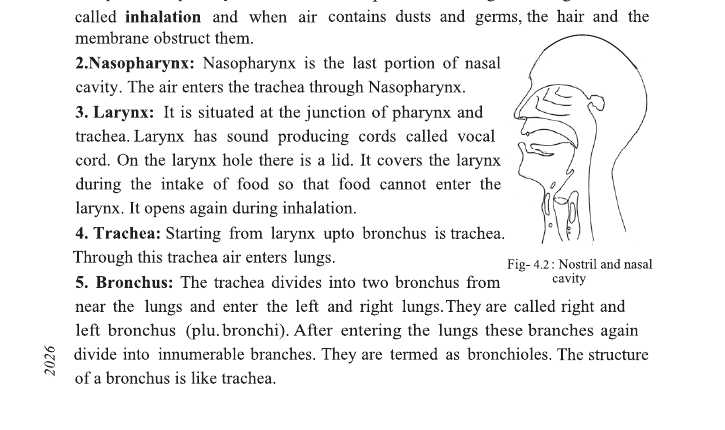 called inhalation and when air contains dusts and germs, the hair and the
membrane obstruct them.
2.Nasopharynx: Nasopharynx is the last portion of nasal
cavity. The air enters the trachea through Nasopharynx.
3. Larynx: It is situated at the junction of pharynx and
trachea. Larynx has sound producing cords called vocal
cord. On the larynx hole there is a lid. It covers the larynx
during the intake of food so that food cannot enter the
larynx. It opens again during inhalation.
4. Trachea: Starting from larynx upto bronchus is trachea.
Through this trachea air enters lungs.
Fig- 4.2 : Nostril and nasal
cavity
5. Bronchus: The trachea divides into two bronchus from
near the lungs and enter the left and right lungs. They are called right and
left bronchus (plu. bronchi). After entering the lungs these branches again
divide into innumerable branches. They are termed as bronchioles. The structure
of a bronchus is like trachea.
2026